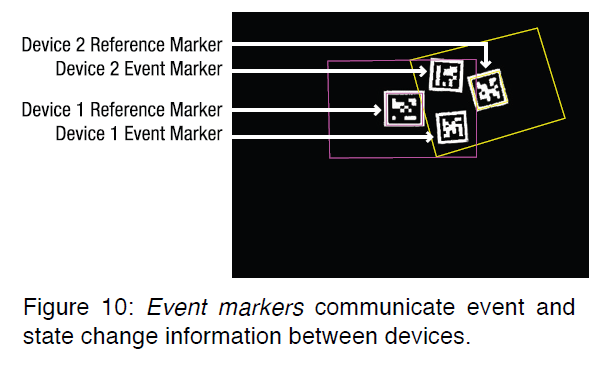 Device 2 Reference Marker
Device 2 Event Marker
Device 1 Reference Marker
Device 1 Event Marker
Figure 10: Event markers communicate event and
state change information between devices.